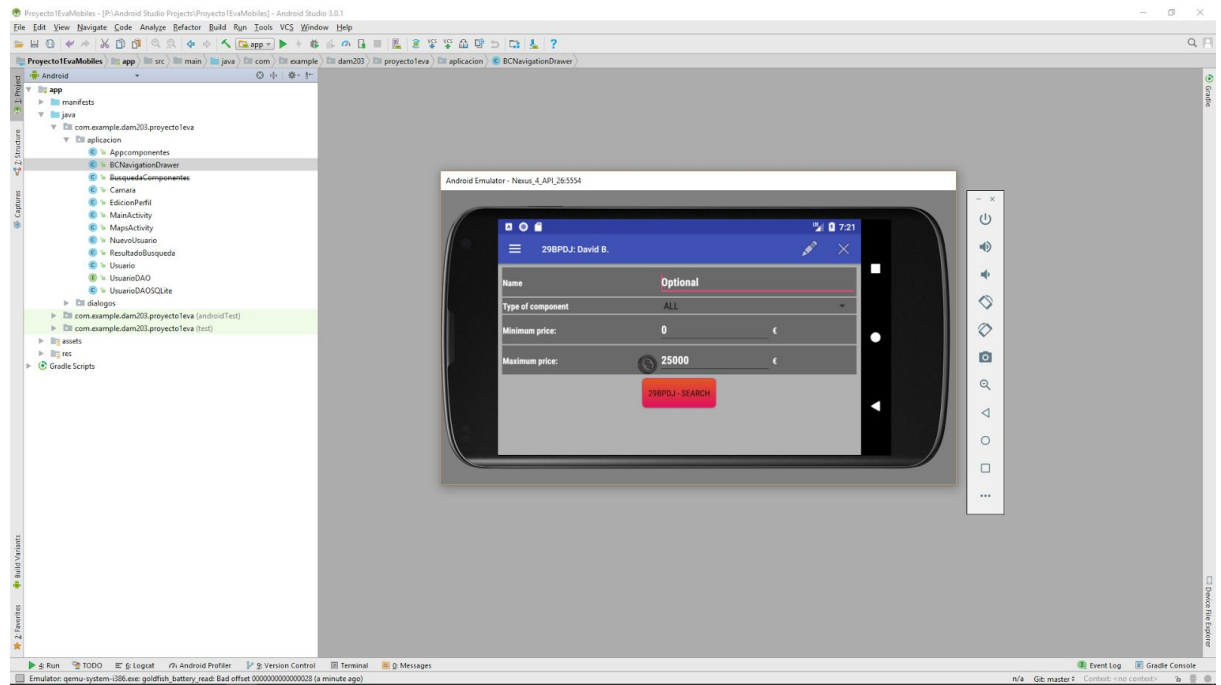 Proyecto1EvaMobiles - [P:\Android Studio Projects\Proyecto1EvaMobiles] - Android Studio 3.0.1
File Edit View Navigate Code Analyze Refactor Build Run Tools VCS Window Help
app
Proyecto1EvaMobiles app src main java com example dam203 proyecto1eva aplicacion BCNavigationDrawer
Android
app
manifests
java
com.example.dam203.proyecto1eva
aplicacion
Appcomponentes
BCNavigationDrawer
BusquedaComponentes
Camara
EdicionPerfil
MainActivity
MapsActivity
NuevoUsuario
ResultadoBusqueda
Usuario
UsuarioDAO
UsuarioDAOSQLite
dialogos
com.example.dam203.proyecto1eva (androidTest)
com.example.dam203.proyecto1eva (test)
assets
res
Gradle Scripts
1: Project
7: Structure
Captures
Build Variants
2: Favorites
Gradle
Device File Explorer
Android Emulator - Nexus_4_API_26:5554
7:21
29BPDJ: David B.
Name Optional
Type of component ALL
Minimum price: 0 €
Maximum price: 25000 €
29BPDJ - SEARCH
4: Run TODO 6: Logcat Android Profiler 9: Version Control Terminal 0: Messages Event Log Gradle Console
Emulator: qemu-system-i386.exe: goldfish_battery_read: Bad offset 0000000000000028 (a minute ago) n/a Git: master Context: <no context>